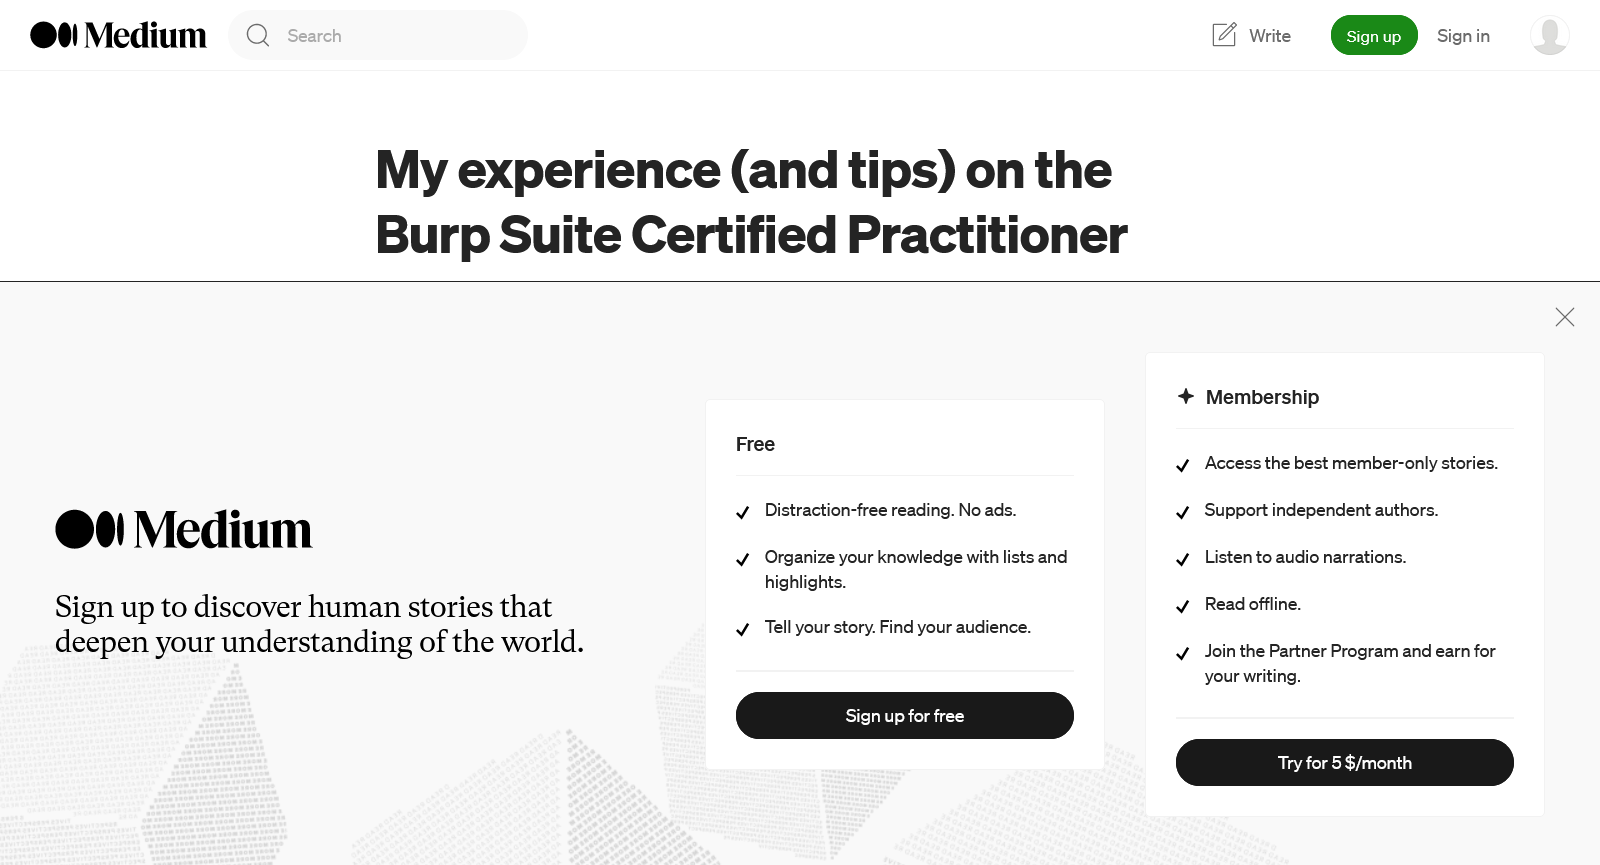 Medium
Search
Write
Sign up
Sign in
My experience (and tips) on the
Burp Suite Certified Practitioner
Medium
Sign up to discover human stories that
deepen your understanding of the world.
Free
Distraction-free reading. No ads.
Organize your knowledge with lists and
highlights.
Tell your story. Find your audience.
Sign up for free
Membership
Access the best member-only stories.
Support independent authors.
Listen to audio narrations.
Read offline.
Join the Partner Program and earn for
your writing.
Try for 5 $/month